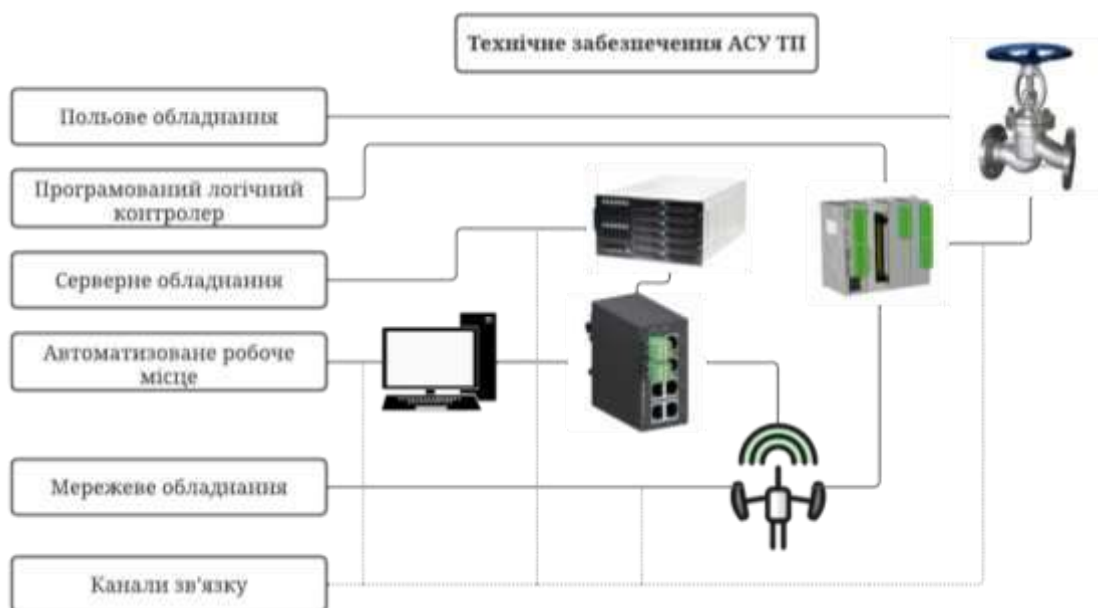 Технічне забезпечення АСУ ТП
Польове обладнання
Програмований логічний
контролер
Серверне обладнання
Автоматизоване робоче
місце
Мережеве обладнання
Канали зв'язку